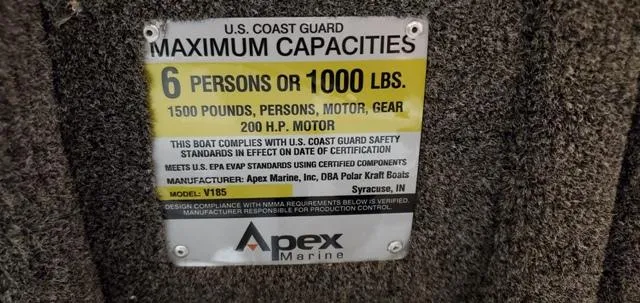 U.S. COAST GUARD
MAXIMUM CAPACITIES
6 PERSONS OR 1000 LBS.
1500 POUNDS, PERSONS, MOTOR, GEAR
200 H.P. MOTOR
THIS BOAT COMPLIES WITH U.S. COAST GUARD SAFETY
STANDARDS IN EFFECT ON DATE OF CERTIFICATION
MEETS U.S. EPA EVAP STANDARDS USING CERTIFIED COMPONENTS
MANUFACTURER: Apex Marine, Inc, DBA Polar Kraft Boats
MODEL: V185 Syracuse, IN
DESIGN COMPLIANCE WITH NMMA REQUIREMENTS BELOW IS VERIFIED.
MANUFACTURER RESPONSIBLE FOR PRODUCTION CONTROL.
Apex
Marine